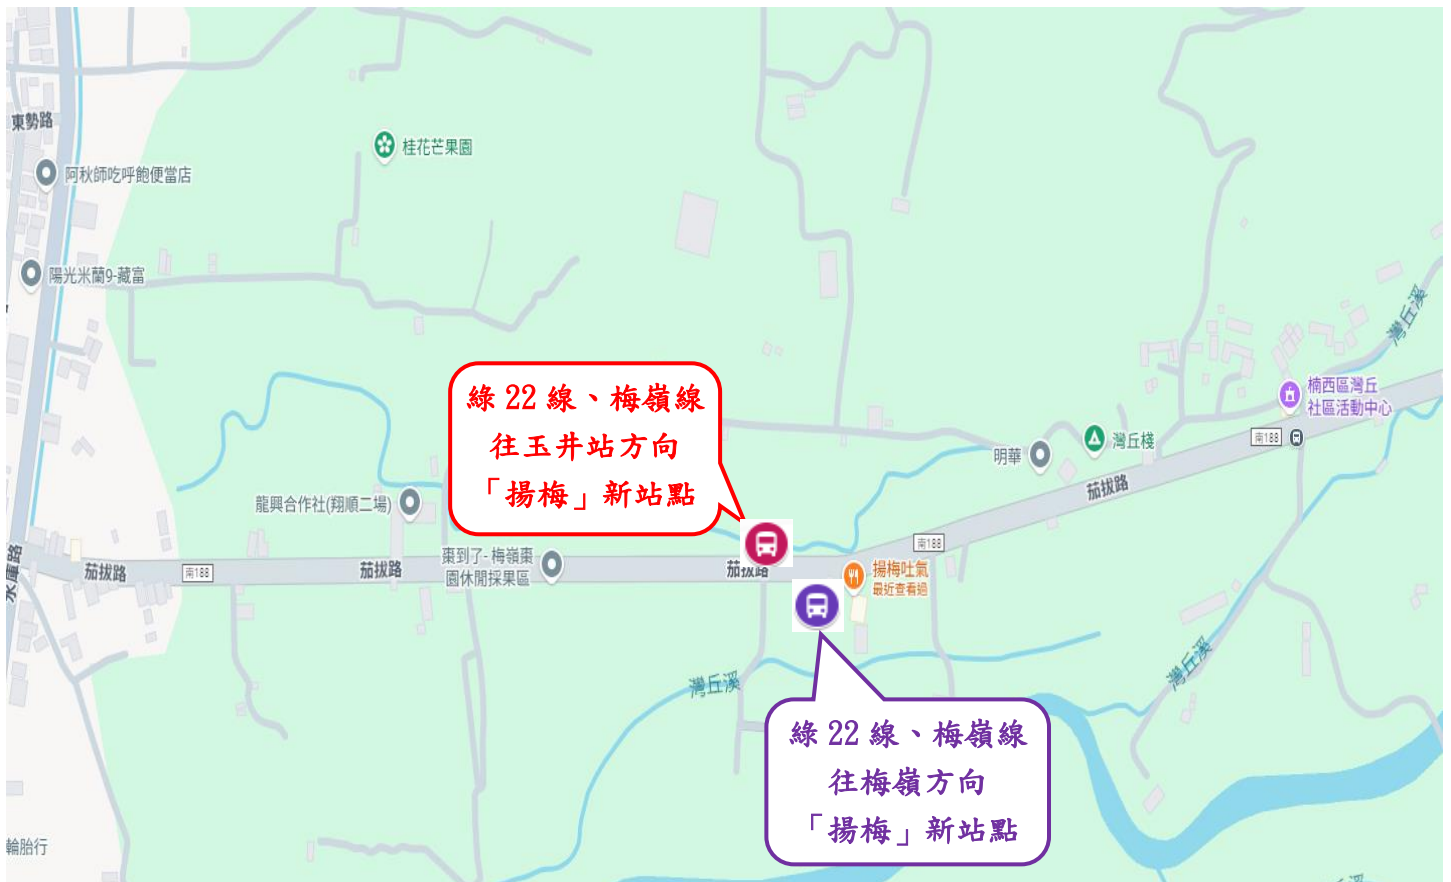 東勢路
桂花芒果園
阿秋師吃呼飽便當店
陽光米蘭9-藏富
灣丘溪
綠 22 線、梅嶺線
往玉井站方向
「揚梅」新站點
楠西區灣丘
社區活動中心
南188
灣丘棧
明華
茄拔路
龍興合作社(翔順二場)
南188
水庫路
茄拔路
南188
茄拔路
棗到了- 梅嶺棗
園休閒採果區
茄拔路
揚梅吐氣
最近查看過
灣丘溪
灣丘溪
綠 22 線、梅嶺線
往梅嶺方向
「揚梅」新站點
輪胎行